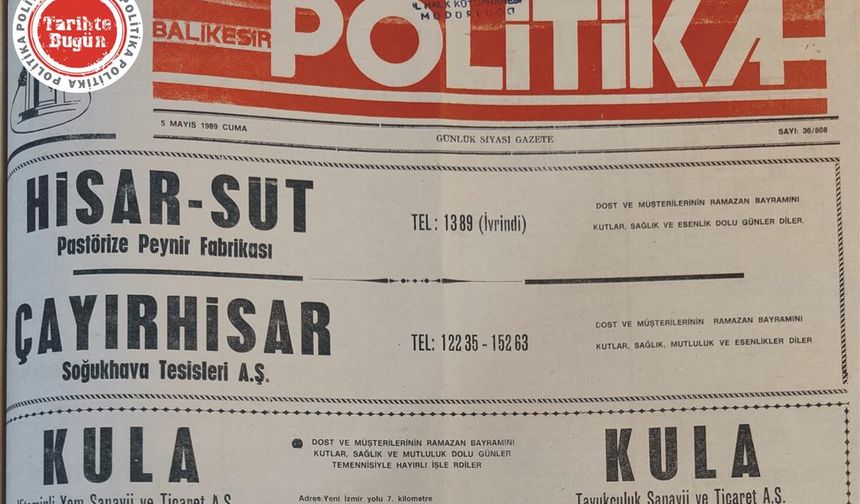 POLİTİKA POLİTİKA POLİTİKA
Tarihte
Bugün
MÜDÜRLÜĞÜ
BALIKESİR
POLİTİKA
5 MAYIS 1989 CUMA
GÜNLÜK SİYASİ GAZETE
SAYI: 36/608
HİSAR-SÜT
Pastörize Peynir Fabrikası
TEL: 1389 (İvrindi)
DOST VE MÜŞTERİLERİNİN RAMAZAN BAYRAMINI
KUTLAR, SAĞLIK VE ESENLİK DOLU GÜNLER DİLER.
ÇAYIRHİSAR
Soğukhava Tesisleri A.Ş.
TEL: 122 35 - 152 63
DOST VE MÜŞTERİLERİNİN RAMAZAN BAYRAMINI
KUTLAR, SAĞLIK, MUTLULUK VE ESENLİKLER DİLER
KULA
Yem Sanayii ve Ticaret A.Ş.
DOST VE MÜŞTERİLERİNİN RAMAZAN BAYRAMINI
KUTLAR, SAĞLIK VE MUTLULUK DOLU GÜNLER
TEMENNİSİYLE HAYIRLI İŞLE RDİLER
Adres:Yeni İzmir yolu 7. kilometre
KULA
Tavukçuluk Sanayii ve Ticaret A.Ş.